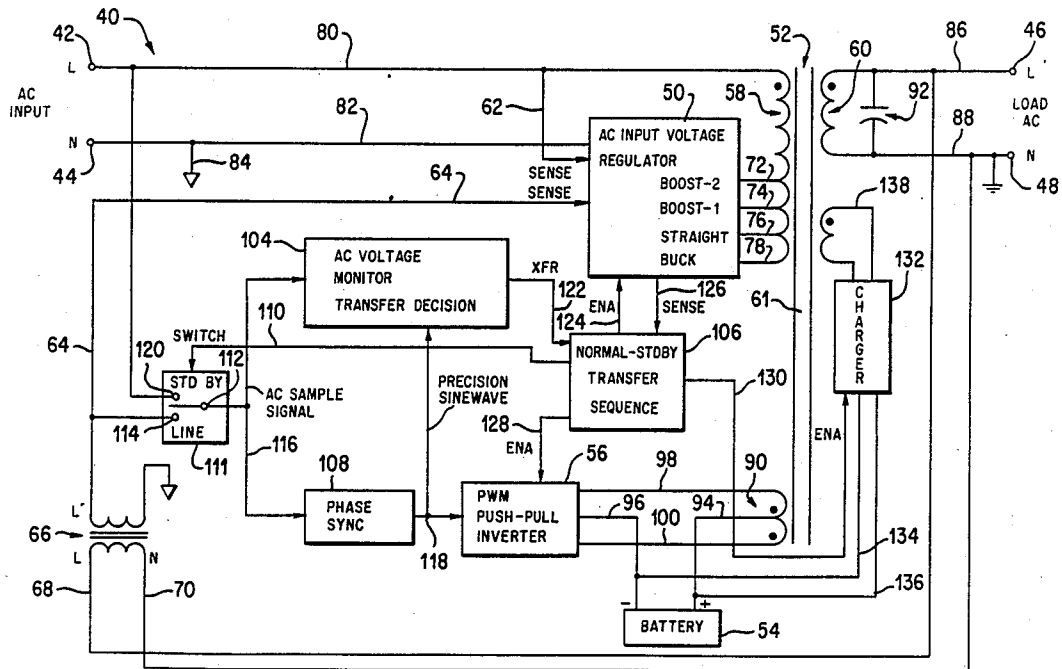 40
42
L
80
52
86
46
L
AC
INPUT
62
50
58
60
92
LOAD
AC
82
88
N
44
84
AC INPUT VOLTAGE
REGULATOR
SENSE
SENSE
64
BOOST-2
BOOST-1
STRAIGHT
BUCK
72
74
76
78
N
48
138
104
AC VOLTAGE
MONITOR
TRANSFER DECISION
XFR
122
ENA
124
126
SENSE
61
132
CHARGER
110
SWITCH
112
106
NORMAL-STDBY
TRANSFER
SEQUENCE
130
64
120
STD BY
LINE
114
111
AC SAMPLE
SIGNAL
PRECISION
SINEWAVE
116
128
ENA
ENA
108
PHASE
SYNC
118
56
PWM
PUSH-PULL
INVERTER
98
96
100
90
94
134
136
L'
66
L
N
68
70
-
+
BATTERY
54